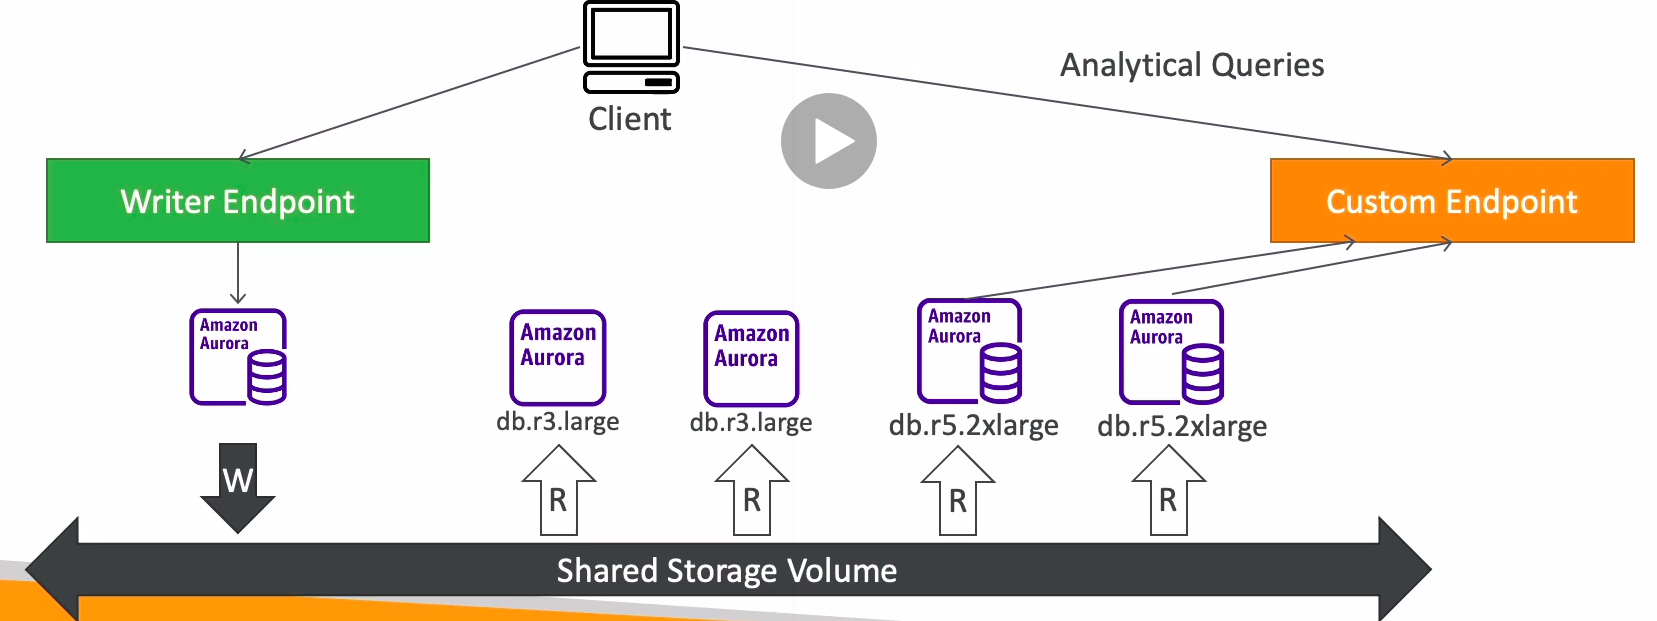 Client
Analytical Queries
Writer Endpoint
Custom Endpoint
Amazon
Aurora
Amazon
Aurora
db.r3.large
Amazon
Aurora
db.r3.large
Amazon
Aurora
db.r5.2xlarge
Amazon
Aurora
db.r5.2xlarge
W
R
R
R
R
Shared Storage Volume